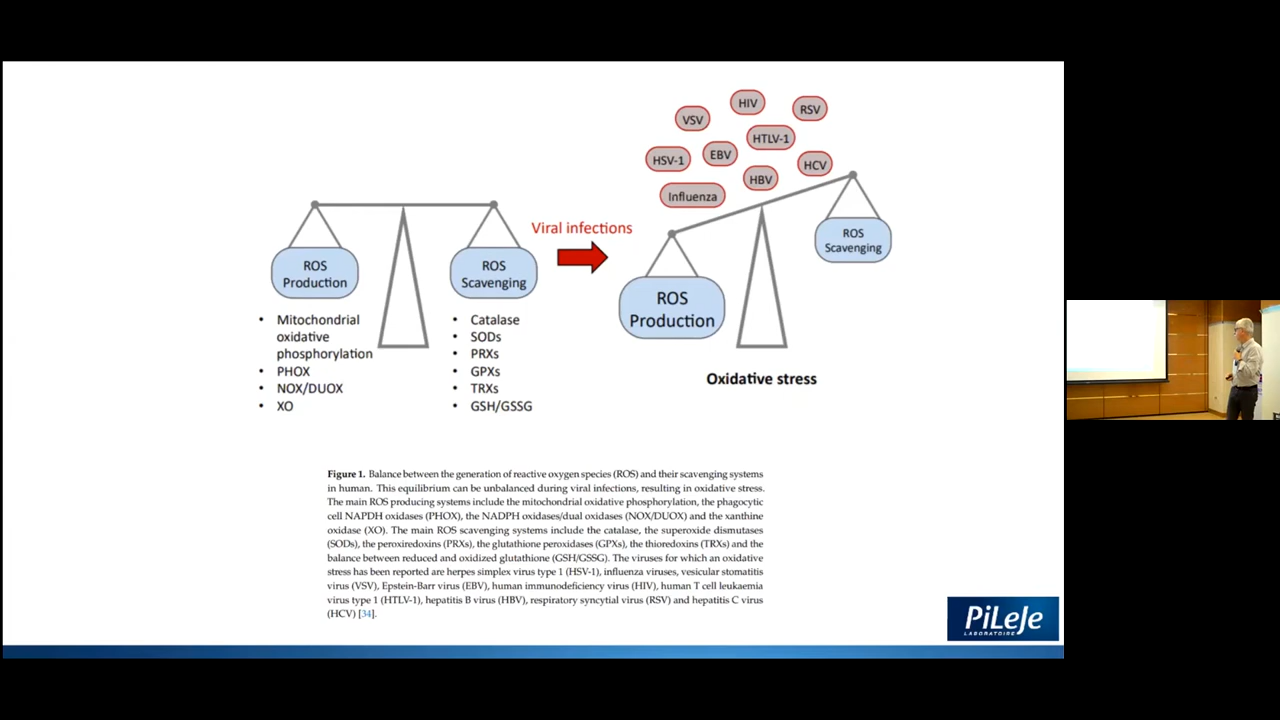 HIV
RSV
VSV
HTLV-1
EBV
HSV-1
HCV
HBV
Influenza
Viral infections
ROS
Production
ROS
Scavenging
ROS
Production
ROS
Scavenging
• Mitochondrial
oxidative
phosphorylation
• PHOX
• NOX/DUOX
• XO
• Catalase
• SODs
• PRXs
• GPXs
• TRXs
• GSH/GSSG
Oxidative stress
Figure 1. Balance between the generation of reactive oxygen species (ROS) and their scavenging systems
in human. This equilibrium can be unbalanced during viral infections, resulting in oxidative stress.
The main ROS producing systems include the mitochondrial oxidative phosphorylation, the phagocytic
cell NAPDH oxidases (PHOX), the NADPH oxidases/dual oxidases (NOX/DUOX) and the xanthine
oxidase (XO). The main ROS scavenging systems include the catalase, the superoxide dismutases
(SODs), the peroxiredoxins (PRXs), the glutathione peroxidases (GPXs), the thioredoxins (TRXs) and the
balance between reduced and oxidized glutathione (GSH/GSSG). The viruses for which an oxidative
stress has been reported are herpes simplex virus type 1 (HSV-1), influenza viruses, vesicular stomatitis
virus (VSV), Epstein-Barr virus (EBV), human immunodeficiency virus (HIV), human T cell leukaemia
virus type 1 (HTLV-1), hepatitis B virus (HBV), respiratory syncytial virus (RSV) and hepatitis C virus
(HCV) [34].
PiLeJe
LABORATOIRE